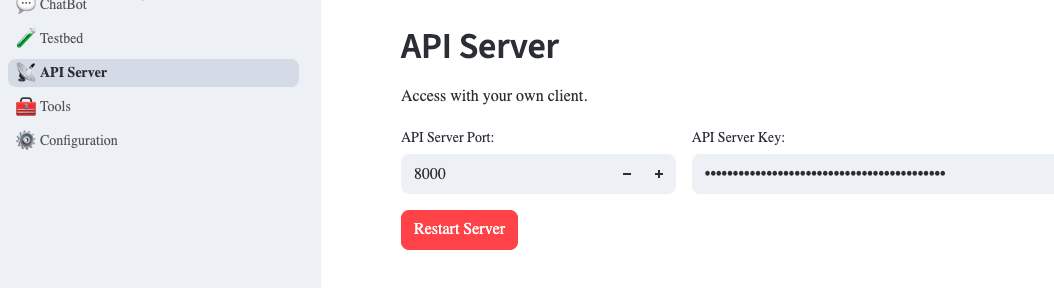 ChatBot
Testbed
API Server
Tools
Configuration
API Server
Access with your own client.
API Server Port:
API Server Key:
8000
••••••••••••••••••••••••••••••••••••••••••••
Restart Server